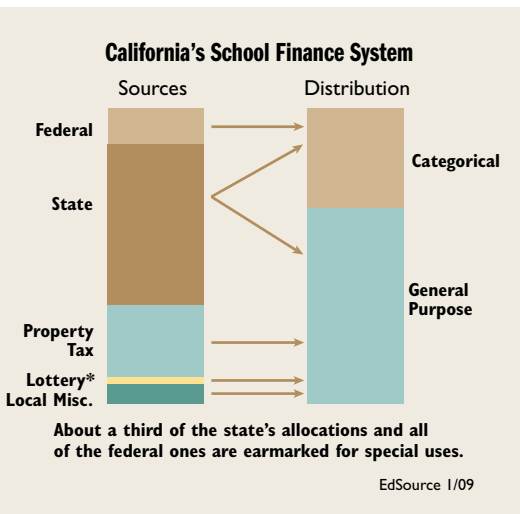 California's School Finance System
Sources
Distribution
Federal
Categorical
State
General
Purpose
Property
Tax
Lottery*
Local Misc.
About a third of the state's allocations and all
of the federal ones are earmarked for special uses.
EdSource 1/09